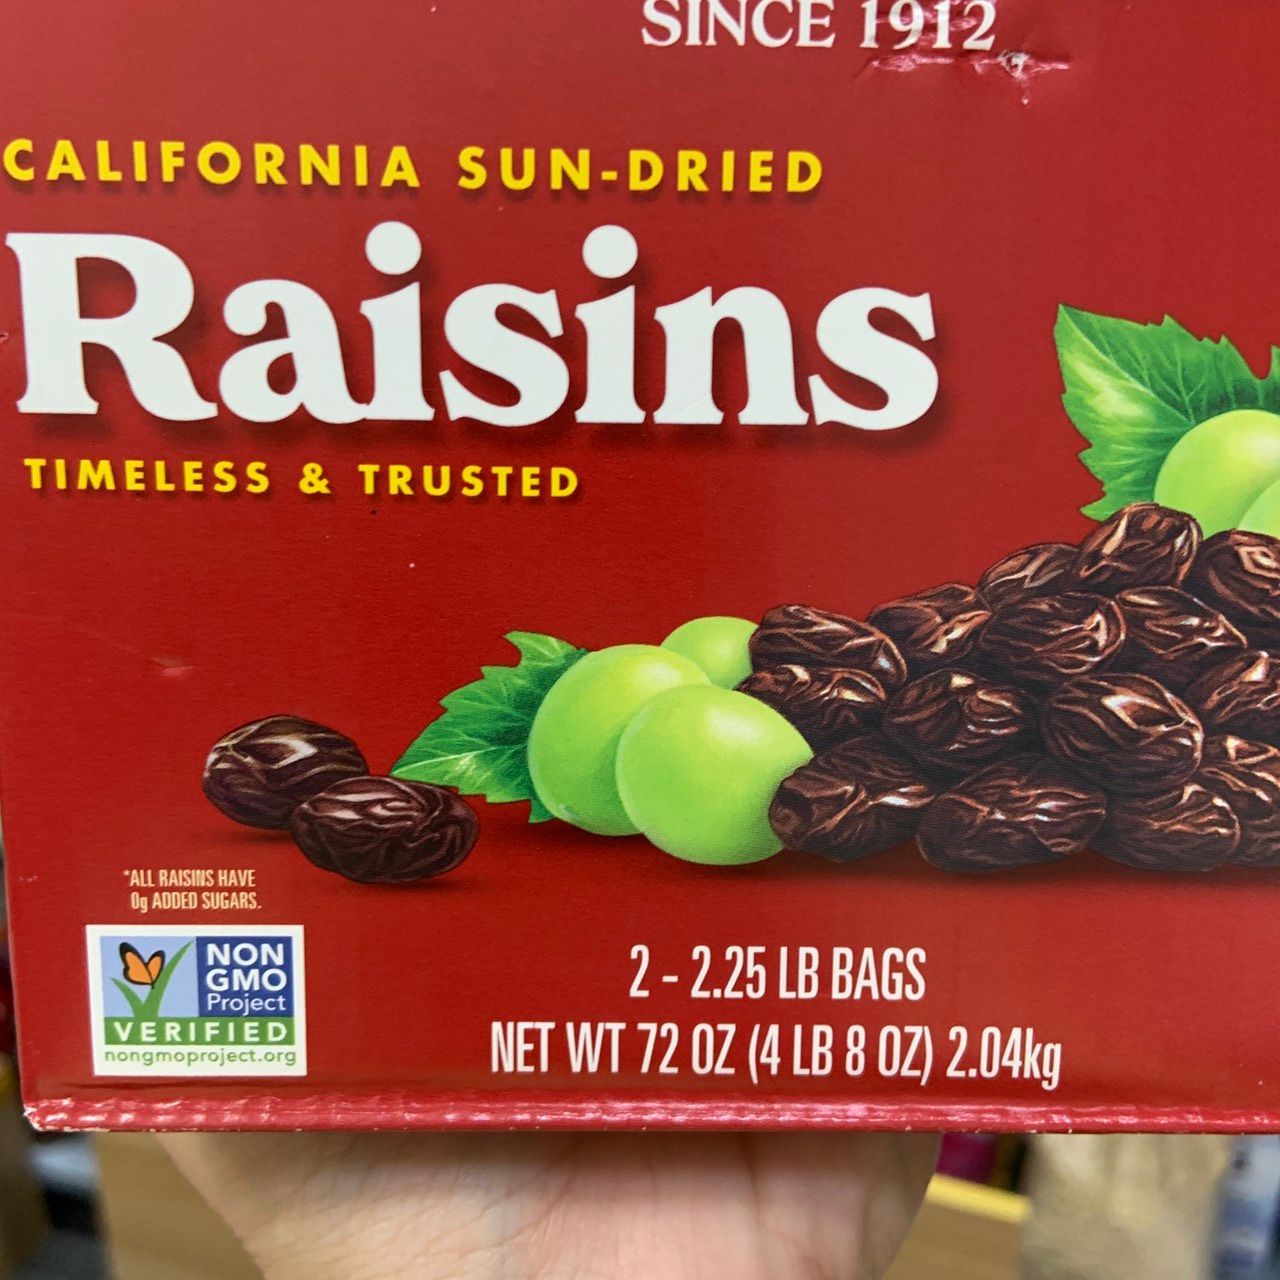 SINCE 1912
CALIFORNIA SUN-DRIED
Raisins
TIMELESS & TRUSTED
*ALL RAISINS HAVE
0g ADDED SUGARS.
NON
GMO
Project
VERIFIED
nongmoproject.org
2 - 2.25 LB BAGS
NET WT 72 OZ (4 LB 8 OZ) 2.04kg